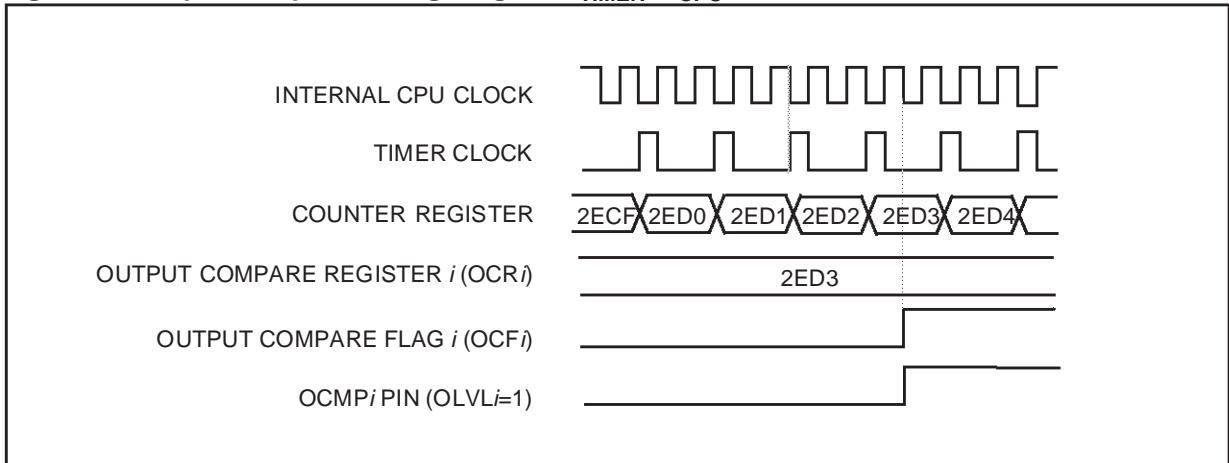 INTERNAL CPU CLOCK
TIMER CLOCK
COUNTER REGISTER
2ECF 2ED0 2ED1 2ED2 2ED3 2ED4
OUTPUT COMPARE REGISTER i (OCRi)
2ED3
OUTPUT COMPARE FLAG i (OCFi)
OCMPi PIN (OLVLi=1)